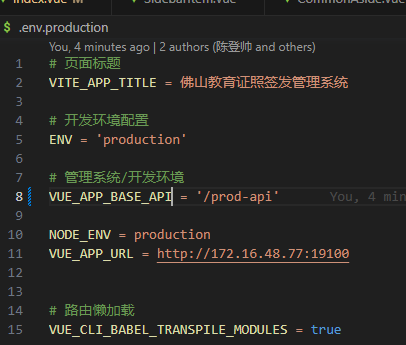 index.vue M
SidebarItem.vue
CommonAside.vue
.env.production
You, 4 minutes ago | 2 authors (陈登帅 and others)
1 # 页面标题
2 VITE_APP_TITLE = 佛山教育证照签发管理系统
3
4 # 开发环境配置
5 ENV = 'production'
6
7 # 管理系统/开发环境
8 VUE_APP_BASE_API = '/prod-api' You, 4 min
9
10 NODE_ENV = production
11 VUE_APP_URL = http://172.16.48.77:19100
12
13
14 # 路由懒加载
15 VUE_CLI_BABEL_TRANSPILE_MODULES = true